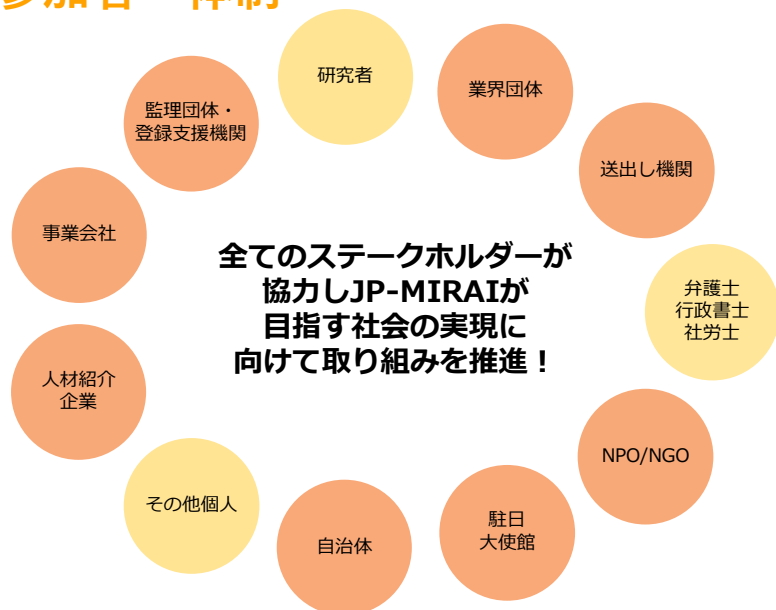 参加者・体制
研究者
業界団体
送出し機関
弁護士
行政書士
社労士
NPO/NGO
駐日
大使館
自治体
その他個人
人材紹介
企業
事業会社
監理団体・
登録支援機関
全てのステークホルダーが
協力しJP-MIRAIが
目指す社会の実現に
向けて取り組みを推進！